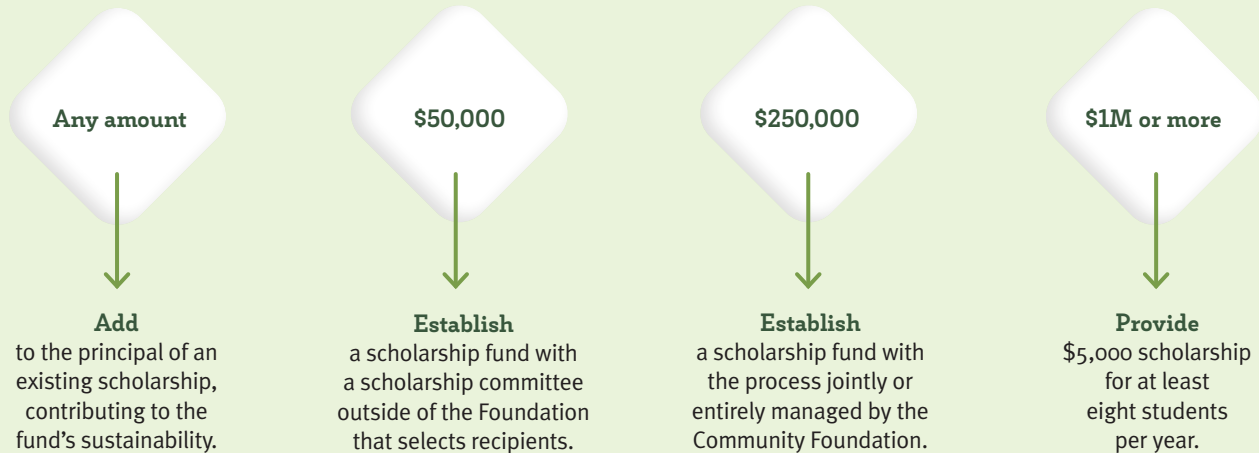 Any amount
$50,000
$250,000
$1M or more
Add
to the principal of an
existing scholarship,
contributing to the
fund's sustainability.
Establish
a scholarship fund with
a scholarship committee
outside of the Foundation
that selects recipients.
Establish
a scholarship fund with
the process jointly or
entirely managed by the
Community Foundation.
Provide
$5,000 scholarship
for at least
eight students
per year.